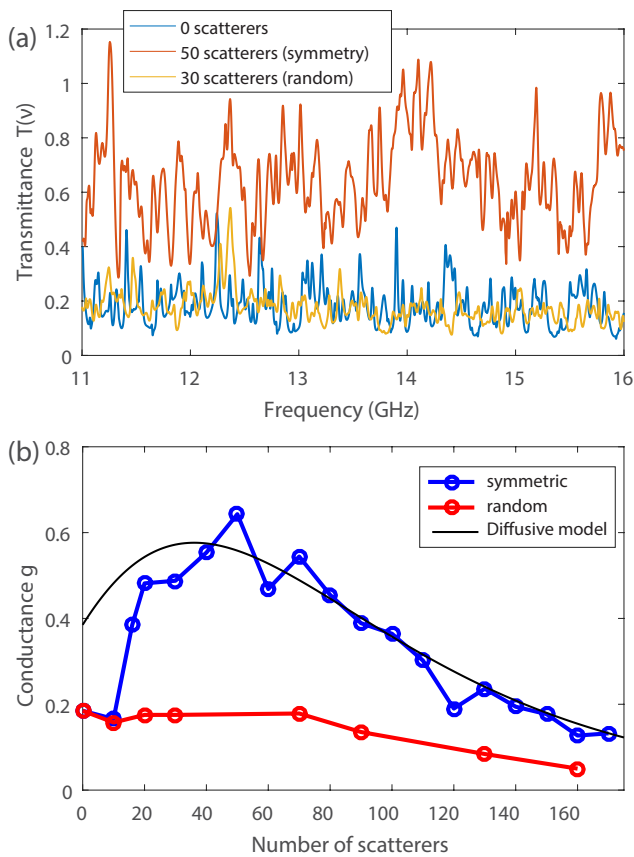 (a)
1.2
1
0.8
0.6
0.4
0.2
0
Transmittance T(ν)
0 scatterers
50 scatterers (symmetry)
30 scatterers (random)
11
12
13
14
15
16
Frequency (GHz)
(b)
0.8
0.6
0.4
0.2
0
Conductance g
symmetric
random
Diffusive model
0
20
40
60
80
100
120
140
160
Number of scatterers